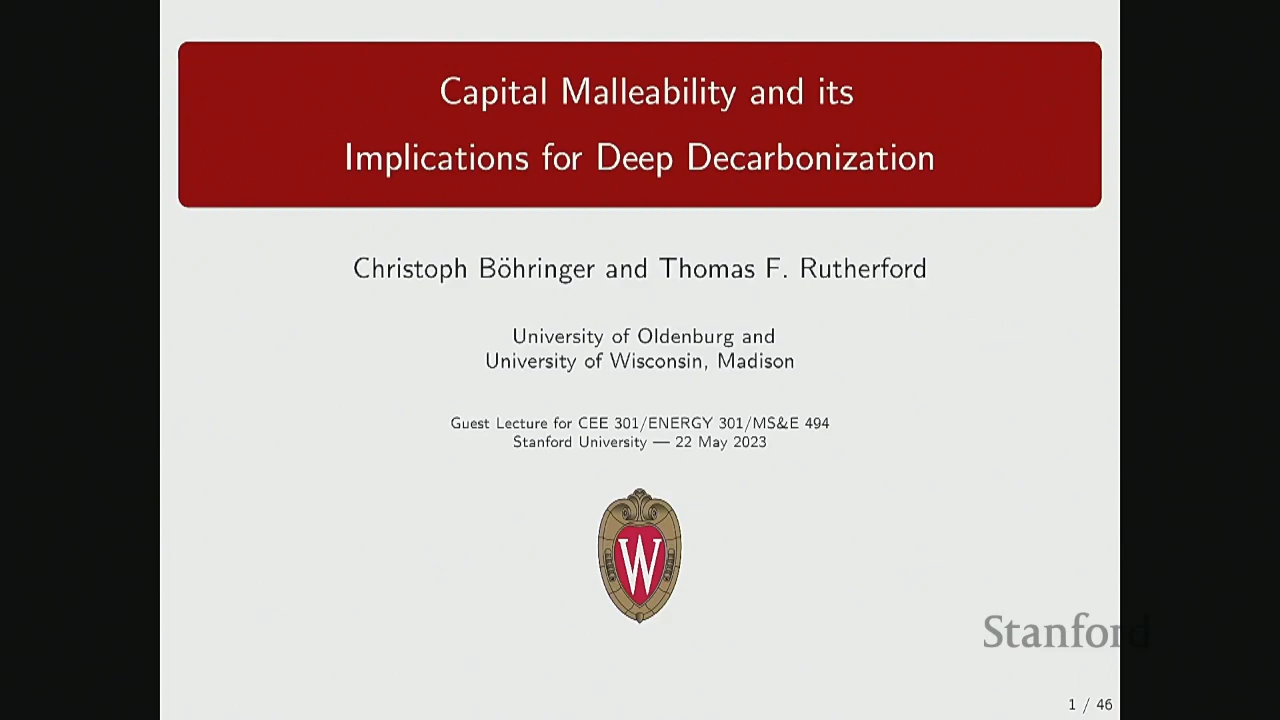 Capital Malleability and its
Implications for Deep Decarbonization
Christoph Böhringer and Thomas F. Rutherford
University of Oldenburg and
University of Wisconsin, Madison
Guest Lecture for CEE 301/ENERGY 301/MS&E 494
Stanford University — 22 May 2023
W
Stanford
1 / 46